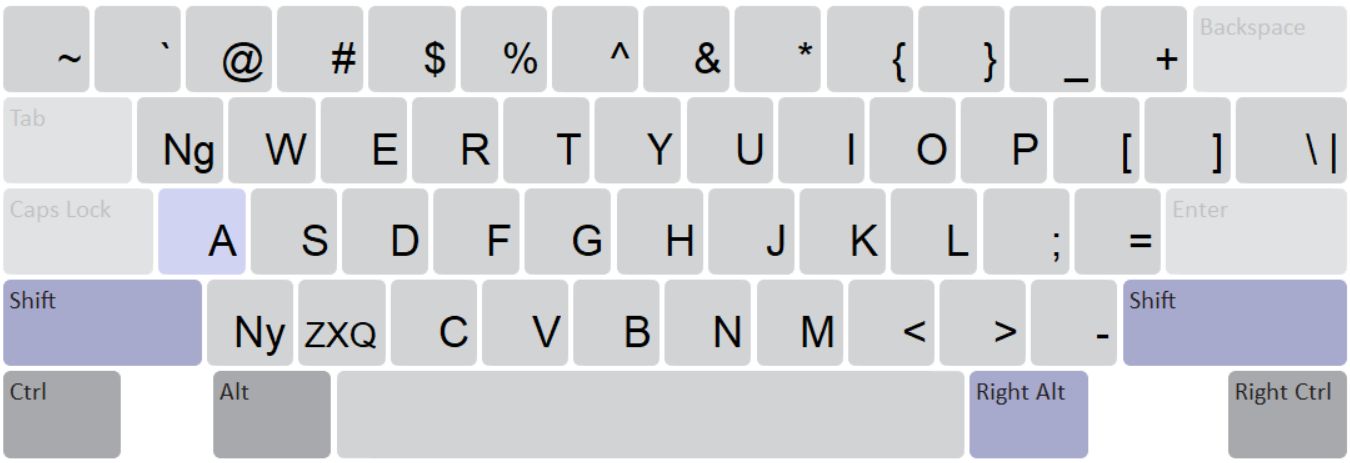 ~ ` @ # $ % ^ & * { } _ + Backspace
Tab Ng W E R T Y U I O P [ ] \ |
Caps Lock A S D F G H J K L ; = Enter
Shift Ny ZXQ C V B N M < > - Shift
Ctrl Alt Right Alt Right Ctrl